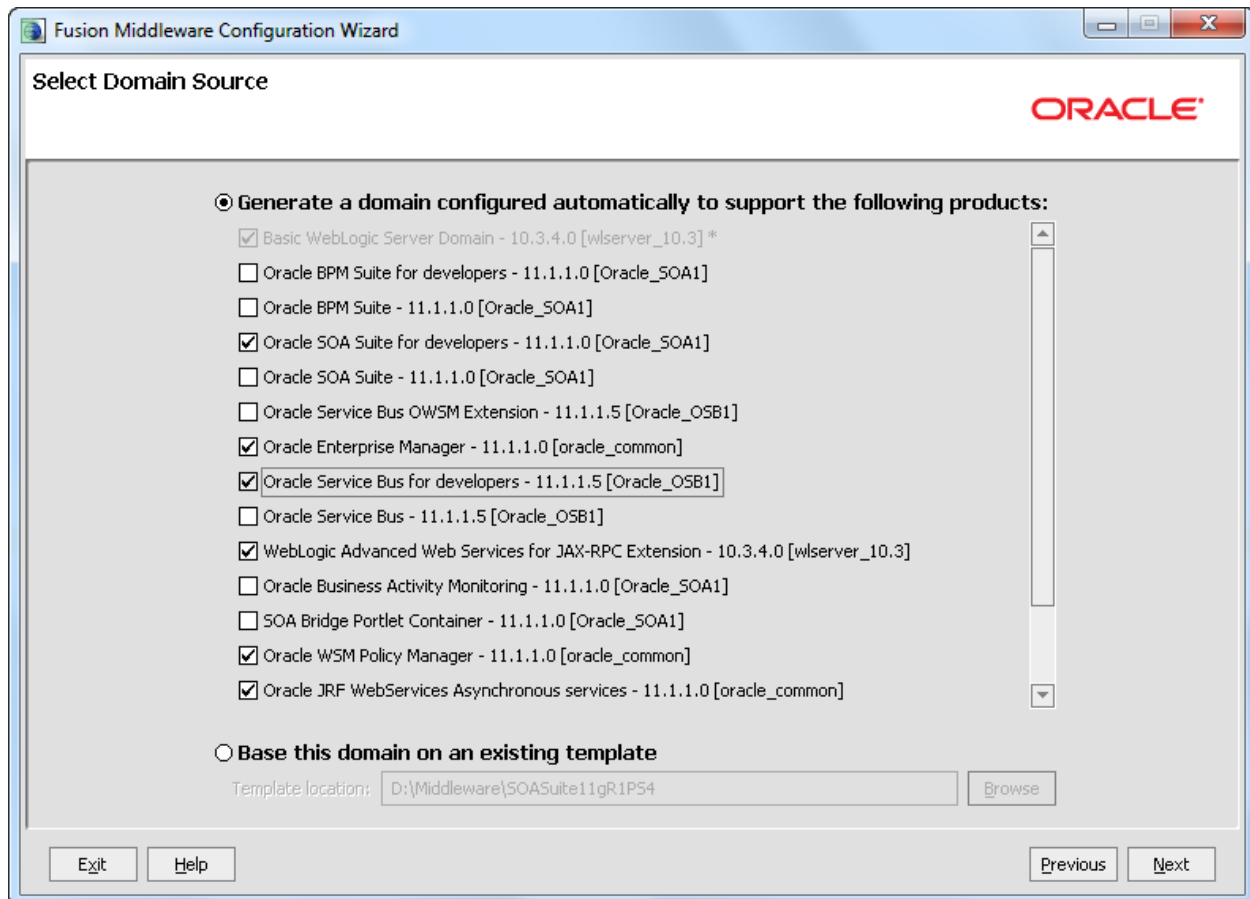 Fusion Middleware Configuration Wizard
Select Domain Source
ORACLE
Generate a domain configured automatically to support the following products:
Basic WebLogic Server Domain - 10.3.4.0 [wlserver_10.3] *
Oracle BPM Suite for developers - 11.1.1.0 [Oracle_SOA1]
Oracle BPM Suite - 11.1.1.0 [Oracle_SOA1]
Oracle SOA Suite for developers - 11.1.1.0 [Oracle_SOA1]
Oracle SOA Suite - 11.1.1.0 [Oracle_SOA1]
Oracle Service Bus OWSM Extension - 11.1.1.5 [Oracle_OSB1]
Oracle Enterprise Manager - 11.1.1.0 [oracle_common]
Oracle Service Bus for developers - 11.1.1.5 [Oracle_OSB1]
Oracle Service Bus - 11.1.1.5 [Oracle_OSB1]
WebLogic Advanced Web Services for JAX-RPC Extension - 10.3.4.0 [wlserver_10.3]
Oracle Business Activity Monitoring - 11.1.1.0 [Oracle_SOA1]
SOA Bridge Portlet Container - 11.1.1.0 [Oracle_SOA1]
Oracle WSM Policy Manager - 11.1.1.0 [oracle_common]
Oracle JRF WebServices Asynchronous services - 11.1.1.0 [oracle_common]
Base this domain on an existing template
Template location: D:\Middleware\SOASuite11gR1PS4 Browse
Exit Help Previous Next